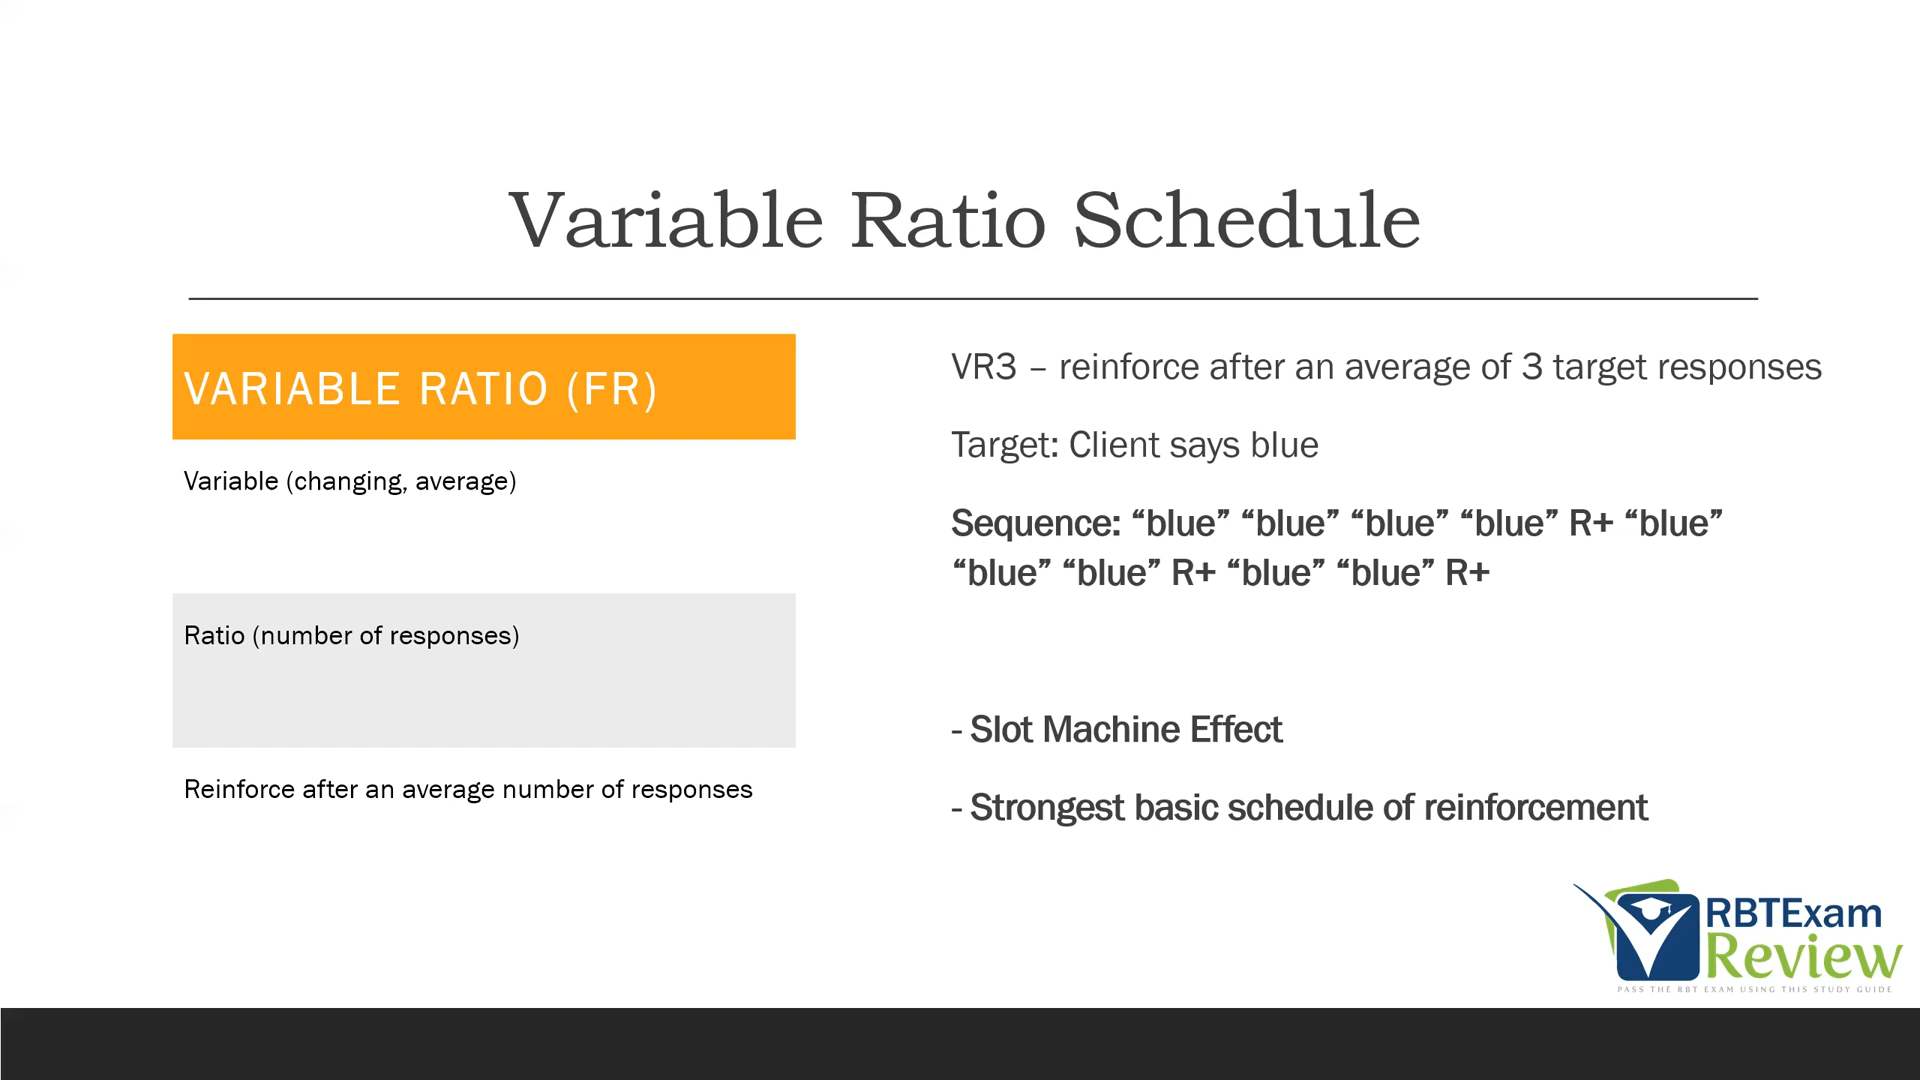 Variable Ratio Schedule
VARIABLE RATIO (FR)
Variable (changing, average)
Ratio (number of responses)
Reinforce after an average number of responses
VR3 – reinforce after an average of 3 target responses
Target: Client says blue
Sequence: “blue” “blue” “blue” “blue” R+ “blue”
“blue” “blue” R+ “blue” “blue” R+
- Slot Machine Effect
- Strongest basic schedule of reinforcement
RBTExam
Review
PASS THE RBT EXAM USING THIS STUDY GUIDE